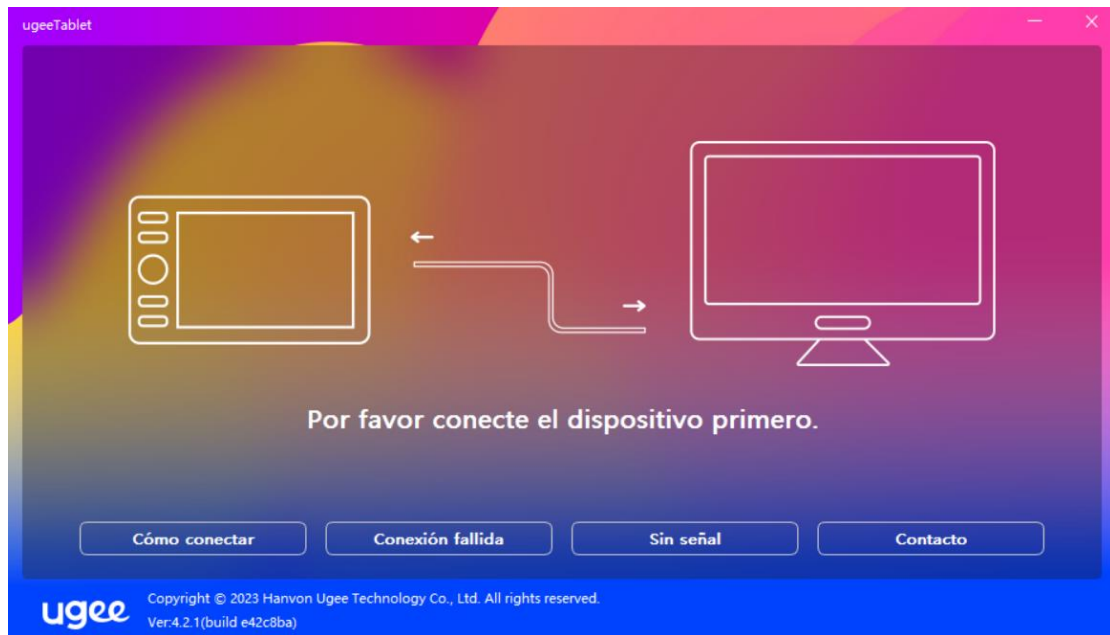 ugeeTablet
Por favor conecte el dispositivo primero.
Cómo conectar
Conexión fallida
Sin señal
Contacto
ugee
Copyright © 2023 Hanvon Ugee Technology Co., Ltd. All rights reserved.
Ver:4.2.1(build e42c8ba)